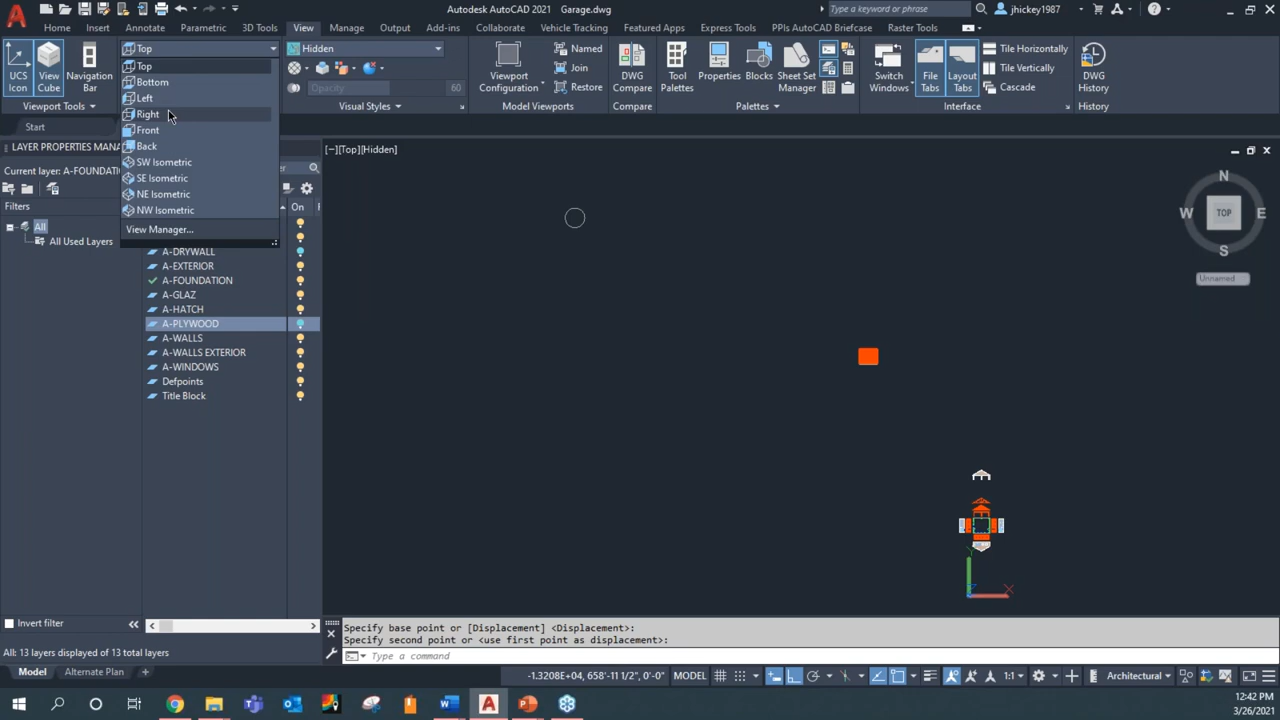 Autodesk AutoCAD 2021 Garage.dwg
Type a keyword or phrase
jhickey1987
Home Insert Annotate Parametric 3D Tools View Manage Output Add-ins Collaborate Vehicle Tracking Featured Apps Express Tools PPIs AutoCAD Briefcase Raster Tools
UCS Icon
View Cube
Navigation Bar
Viewport Tools
Top
Top
Bottom
Left
Right
Front
Back
SW Isometric
SE Isometric
NE Isometric
NW Isometric
View Manager...
Hidden
Opacity 60
Visual Styles
Viewport Configuration
Named
Join
Restore
Model Viewports
DWG Compare
Compare
Tool Palettes
Properties
Blocks
Sheet Set Manager
Palettes
Switch Windows
File Tabs
Layout Tabs
Tile Horizontally
Tile Vertically
Cascade
Interface
DWG History
History
Start
LAYER PROPERTIES MANA
Current layer: A-FOUNDATI
Filters
All
All Used Layers
On F
A-DRYWALL
A-EXTERIOR
A-FOUNDATION
A-GLAZ
A-HATCH
A-PLYWOOD
A-WALLS
A-WALLS EXTERIOR
A-WINDOWS
Defpoints
Title Block
Invert filter
All: 13 layers displayed of 13 total layers
[−][Top][Hidden]
N
W TOP E
S
Unnamed
Y
X
Specify base point or [Displacement] <Displacement>:
Specify second point or <use first point as displacement>:
Type a command
Model Alternate Plan +
-1.3208E+04, 658'-11 1/2", 0'-0" MODEL 1:1 Architectural
12:42 PM
3/26/2021